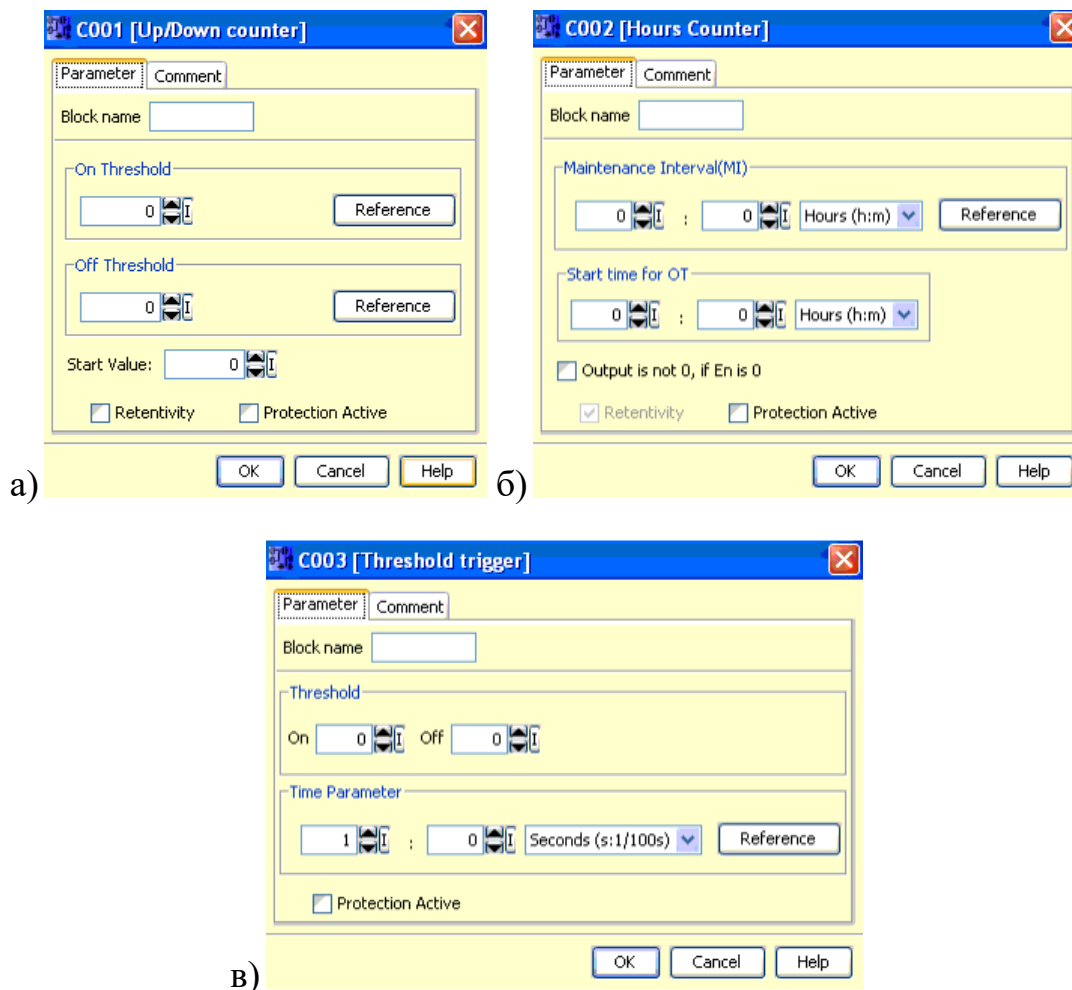 C001 [Up/Down counter]
Parameter Comment
Block name
On Threshold
0 Reference
Off Threshold
0 Reference
Start Value: 0
Retentivity Protection Active
OK Cancel Help
а)
C002 [Hours Counter]
Parameter Comment
Block name
Maintenance Interval(MI)
0 : 0 Hours (h:m) Reference
Start time for OT
0 : 0 Hours (h:m)
Output is not 0, if En is 0
Retentivity Protection Active
OK Cancel Help
б)
C003 [Threshold trigger]
Parameter Comment
Block name
Threshold
On 0 Off 0
Time Parameter
1 : 0 Seconds (s:1/100s) Reference
Protection Active
OK Cancel Help
в)